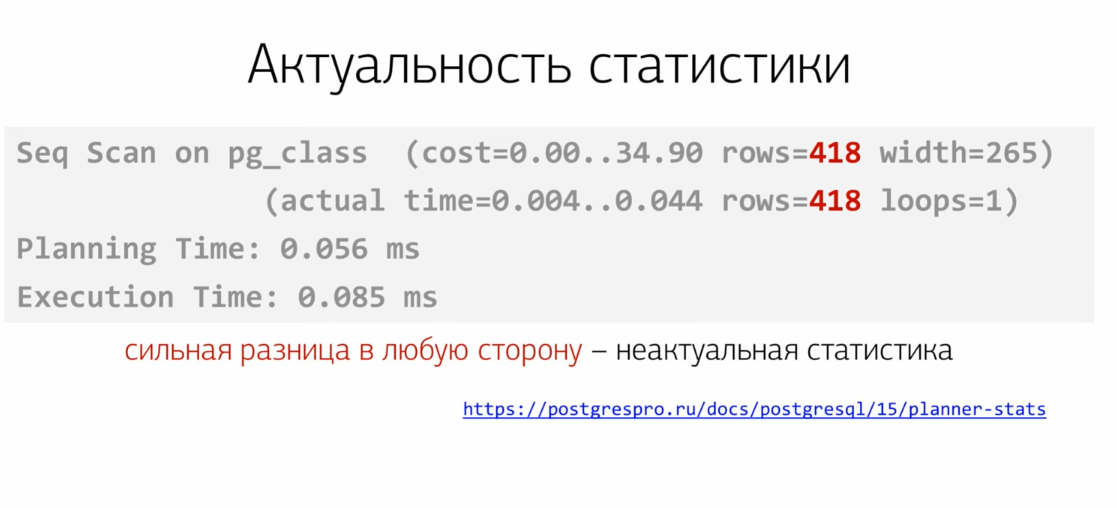 Актуальность статистики
Seq Scan on pg_class (cost=0.00..34.90 rows=418 width=265)
(actual time=0.004..0.044 rows=418 loops=1)
Planning Time: 0.056 ms
Execution Time: 0.085 ms
сильная разница в любую сторону – неактуальная статистика
https://postgrespro.ru/docs/postgresql/15/planner-stats